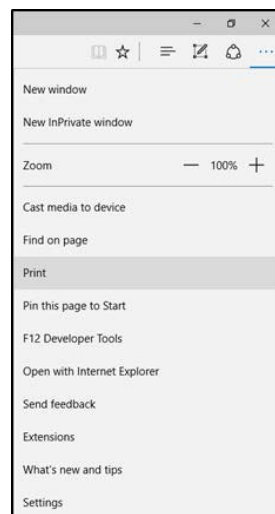 New window
New InPrivate window
Zoom — 100% +
Cast media to device
Find on page
Print
Pin this page to Start
F12 Developer Tools
Open with Internet Explorer
Send feedback
Extensions
What's new and tips
Settings